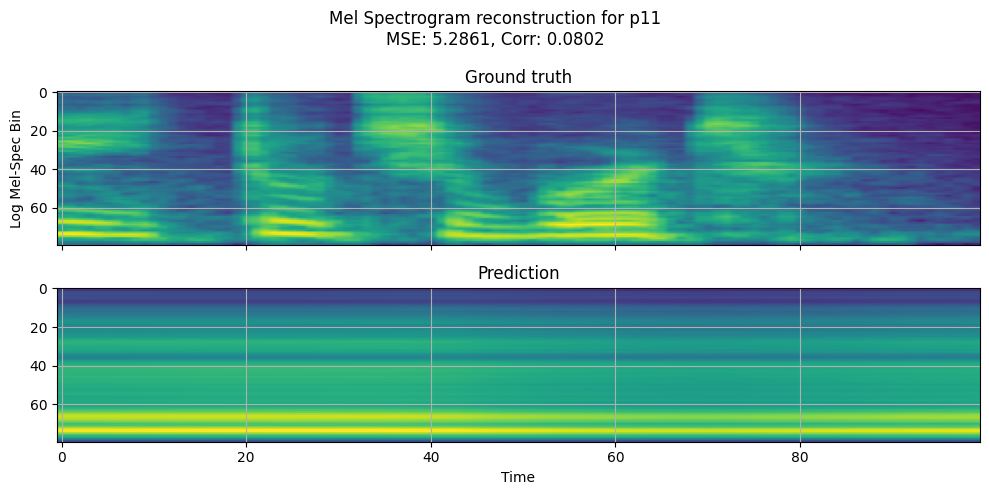 Mel Spectrogram reconstruction for p11
MSE: 5.2861, Corr: 0.0802
Ground truth
0
20
40
60
Log Mel-Spec Bin
Prediction
0
20
40
60
0 20 40 60 80
Time